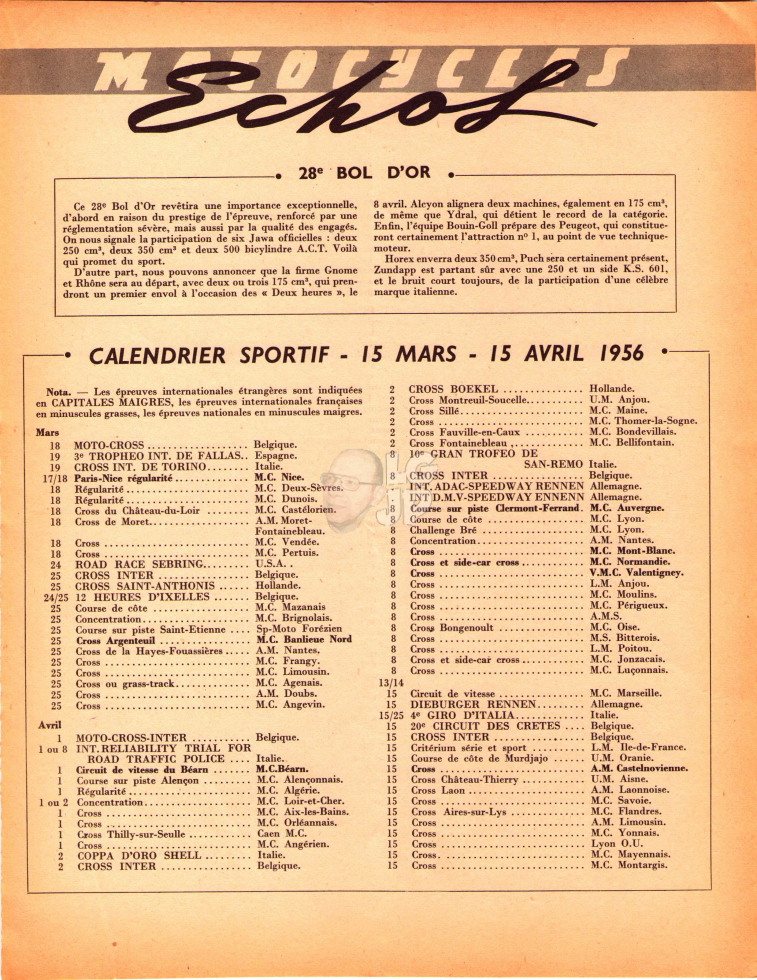 MOTOCYCLES
Echos
28e BOL D'OR
Ce 28e Bol d'Or revêtira une importance exceptionnelle,
d'abord en raison du prestige de l'épreuve, renforcé par une
réglementation sévère, mais aussi par la qualité des engagés.
On nous signale la participation de six Jawa officielles : deux
250 cm³, deux 350 cm³ et deux 500 bicylindre A.C.T. Voilà
qui promet du sport.
D'autre part, nous pouvons annoncer que la firme Gnome
et Rhône sera au départ, avec deux ou trois 175 cm³, qui pren-
dront un premier envol à l'occasion des « Deux heures », le
8 avril. Alcyon alignera deux machines, également en 175 cm³,
de même que Ydral, qui détient le record de la catégorie.
Enfin, l'équipe Bouin-Goll prépare des Peugeot, qui constitue-
ront certainement l'attraction nº 1, au point de vue technique-
moteur.
Horex enverra deux 350 cm³, Puch sera certainement présent,
Zundapp est partant sûr avec une 250 et un side K.S. 601,
et le bruit court toujours, de la participation d'une célèbre
marque italienne.
CALENDRIER SPORTIF - 15 MARS - 15 AVRIL 1956
Nota. — Les épreuves internationales étrangères sont indiquées
en CAPITALES MAIGRES, les épreuves internationales françaises
en minuscules grasses, les épreuves nationales en minuscules maigres.
Mars
18 MOTO-CROSS .................. Belgique.
19 3e TROPHEO INT. DE FALLAS.. Espagne.
19 CROSS INT. DE TORINO........ Italie.
17/18 Paris-Nice régularité .............. M.C. Nice.
18 Régularité ...................... M.C. Deux-Sèvres.
18 Régularité ...................... M.C. Dunois.
18 Cross du Château-du-Loir ........ M.C. Castélorien.
18 Cross de Moret.................. A.M. Moret-
Fontainebleau.
18 Cross .......................... M.C. Vendée.
18 Cross .......................... M.C. Pertuis.
24 ROAD RACE SEBRING......... U.S.A. .
25 CROSS INTER .................. Belgique.
25 CROSS SAINT-ANTHONIS ...... Hollande.
24/25 12 HEURES D'IXELLES ........ Belgique.
25 Course de côte .................. M.C. Mazanais
25 Concentration................... M.C. Brignolais.
25 Course sur piste Saint-Etienne .... Sp-Moto Forézien
25 Cross Argenteuil ................ M.C. Banlieue Nord
25 Cross de la Hayes-Fouassières..... A.M. Nantes.
25 Cross .......................... M.C. Frangy.
25 Cross .......................... M.C. Limousin.
25 Cross ou grass-track.............. M.C. Agenais.
25 Cross .......................... A.M. Doubs.
25 Cross .......................... M.C. Angevin.
Avril
1 MOTO-CROSS-INTER ........... Belgique.
1 ou 8 INT. RELIABILITY TRIAL FOR
ROAD TRAFFIC POLICE .... Italie.
1 Circuit de vitesse du Béarn ....... M.C.Béarn.
1 Course sur piste Alençon ......... M.C. Alençonnais.
1 Régularité ...................... M.C. Algérie.
1 ou 2 Concentration................... M.C. Loir-et-Cher.
1 Cross .......................... M.C. Aix-les-Bains.
1 Cross .......................... M.C. Orléannais.
1 Cross Thilly-sur-Seulle ........... Caen M.C.
1 Cross .......................... M.C. Angérien.
2 COPPA D'ORO SHELL ......... Italie.
2 CROSS INTER .................. Belgique.
2 CROSS BOEKEL ............... Hollande.
2 Cross Montreuil-Soucelle.......... U.M. Anjou.
2 Cross Sillé...................... M.C. Maine.
2 Cross .......................... M.C. Thomer-la-Sogne.
2 Cross Fauville-en-Caux ........... M.C. Bondevillais.
2 Cross Fontainebleau .............. M.C. Bellifontain.
8 10e GRAN TROFEO DE
SAN-REMO Italie.
8 CROSS INTER .................. Belgique.
INT. ADAC-SPEEDWAY RENNEN Allemagne.
INT D.M.V-SPEEDWAY ENNENN Allemagne.
8 Course sur piste Clermont-Ferrand. M.C. Auvergne.
8 Course de côte .................. M.C. Lyon.
8 Challenge Bré ................... M.C. Lyon.
8 Concentration................... A.M. Nantes.
8 Cross .......................... M.C. Mont-Blanc.
8 Cross et side-car cross............ M.C. Normandie.
8 Cross .......................... V.M.C. Valentigney.
8 Cross .......................... L.M. Anjou.
8 Cross .......................... M.C. Moulins.
8 Cross .......................... M.C. Périgueux.
8 Cross .......................... A.M.S.
8 Cross Bongenoult ................ M.C. Oise.
8 Cross .......................... M.S. Bitterois.
8 Cross .......................... L.M. Poitou.
8 Cross et side-car cross............ M.C. Jonzacais.
8 Cross .......................... M.C. Luçonnais.
13/14
15 Circuit de vitesse ................ M.C. Marseille.
15 DIEBURGER RENNEN.......... Allemagne.
15/25 4e GIRO D'ITALIA............. Italie.
15 20e CIRCUIT DES CRETES .... Belgique.
15 CROSS INTER .................. Belgique.
15 Critérium série et sport .......... L.M. Ile-de-France.
15 Course de côte de Murdjajo ...... U.M. Oranie.
15 Cross .......................... A.M. Castelnovienne.
15 Cross Château-Thierry ........... U.M. Aisne.
15 Cross Laon ..................... A.M. Laonnoise.
15 Cross .......................... M.C. Savoie.
15 Cross Aires-sur-Lys .............. M.C. Flandres.
15 Cross .......................... A.M. Limousin.
15 Cross .......................... M.C. Yonnais.
15 Cross .......................... Lyon O.U.
15 Cross........................... M.C. Mayennais.
15 Cross .......................... M.C. Montargis.